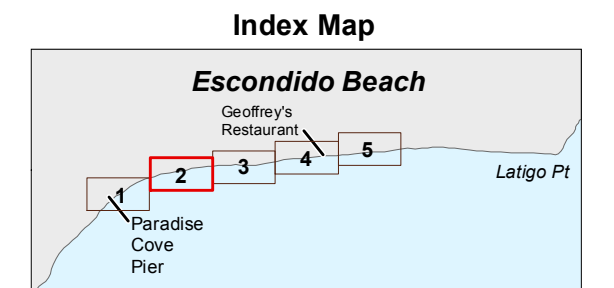 Index Map
Escondido Beach
Geoffrey's
Restaurant
1
2
3
4
5
Latigo Pt
Paradise
Cove
Pier